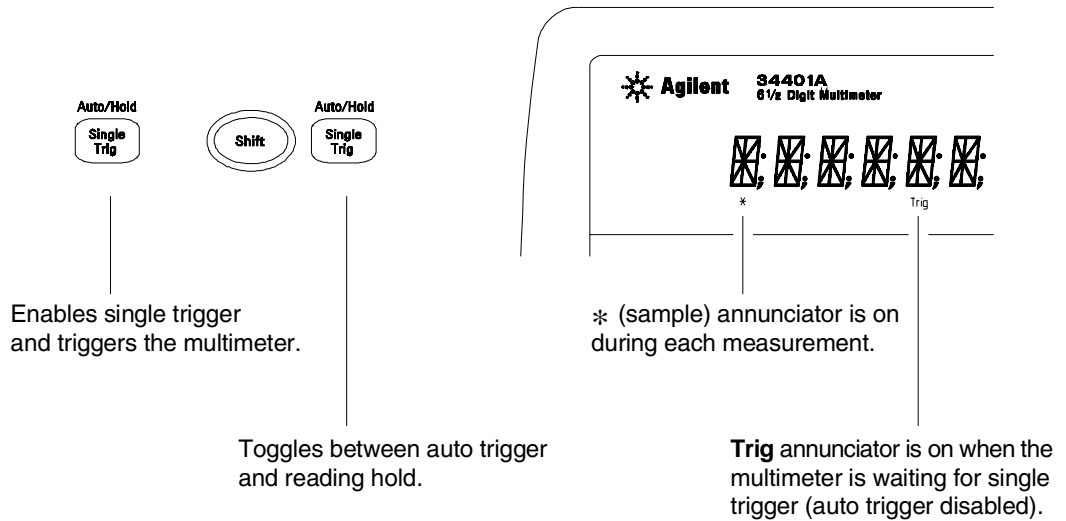 Agilent 34401A
6½ Digit Multimeter
Auto/Hold
Single
Trig
Shift
Auto/Hold
Single
Trig
*
Trig
Enables single trigger
and triggers the multimeter.
* (sample) annunciator is on
during each measurement.
Toggles between auto trigger
and reading hold.
Trig annunciator is on when the
multimeter is waiting for single
trigger (auto trigger disabled).